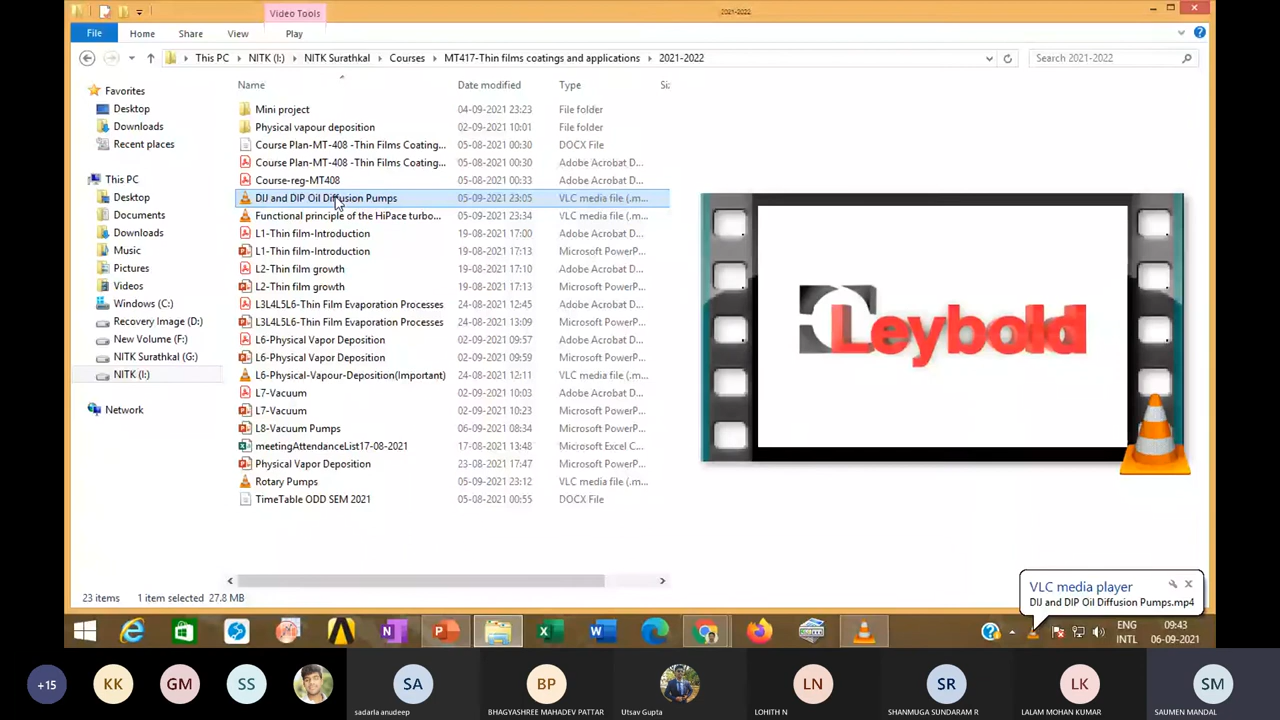 Video Tools
2021-2022
File
Home
Share
View
Play
This PC
NITK (I:)
NITK Surathkal
Courses
MT417-Thin films coatings and applications
2021-2022
Search 2021-2022
Favorites
Desktop
Downloads
Recent places
This PC
Desktop
Documents
Downloads
Music
Pictures
Videos
Windows (C:)
Recovery Image (D:)
New Volume (F:)
NITK Surathkal (G:)
NITK (I:)
Network
Name Date modified Type Si:
Mini project 04-09-2021 23:23 File folder
Physical vapour deposition 02-09-2021 10:01 File folder
Course Plan-MT-408 -Thin Films Coating... 05-08-2021 00:30 DOCX File
Course Plan-MT-408 -Thin Films Coating... 05-08-2021 00:30 Adobe Acrobat D...
Course-reg-MT408 05-08-2021 00:33 Adobe Acrobat D...
DIJ and DIP Oil Diffusion Pumps 05-09-2021 23:05 VLC media file (.m...
Functional principle of the HiPace turbo... 05-09-2021 23:34 VLC media file (.m...
L1-Thin film-Introduction 19-08-2021 17:00 Adobe Acrobat D...
L1-Thin film-Introduction 19-08-2021 17:13 Microsoft PowerP...
L2-Thin film growth 19-08-2021 17:10 Adobe Acrobat D...
L2-Thin film growth 19-08-2021 17:13 Microsoft PowerP...
L3L4L5L6-Thin Film Evaporation Processes 24-08-2021 12:45 Adobe Acrobat D...
L3L4L5L6-Thin Film Evaporation Processes 24-08-2021 13:09 Microsoft PowerP...
L6-Physical Vapor Deposition 02-09-2021 09:57 Adobe Acrobat D...
L6-Physical Vapor Deposition 02-09-2021 09:59 Microsoft PowerP...
L6-Physical-Vapour-Deposition(Important) 24-08-2021 12:11 VLC media file (.m...
L7-Vacuum 02-09-2021 10:03 Adobe Acrobat D...
L7-Vacuum 02-09-2021 10:23 Microsoft PowerP...
L8-Vacuum Pumps 06-09-2021 08:34 Microsoft PowerP...
meetingAttendanceList17-08-2021 17-08-2021 13:48 Microsoft Excel C...
Physical Vapor Deposition 23-08-2021 17:47 Microsoft PowerP...
Rotary Pumps 05-09-2021 23:12 VLC media file (.m...
TimeTable ODD SEM 2021 05-08-2021 00:55 DOCX File
Leybold
23 items 1 item selected 27.8 MB
VLC media player
DIJ and DIP Oil Diffusion Pumps.mp4
ENG
INTL
09:43
06-09-2021
+15
KK
GM
SS
SA
sadarla anudeep
BP
BHAGYASHREE MAHADEV PATTAR
Utsav Gupta
LN
LOHITH N
SR
SHANMUGA SUNDARAM R
LK
LALAM MOHAN KUMAR
SM
SAUMEN MANDAL